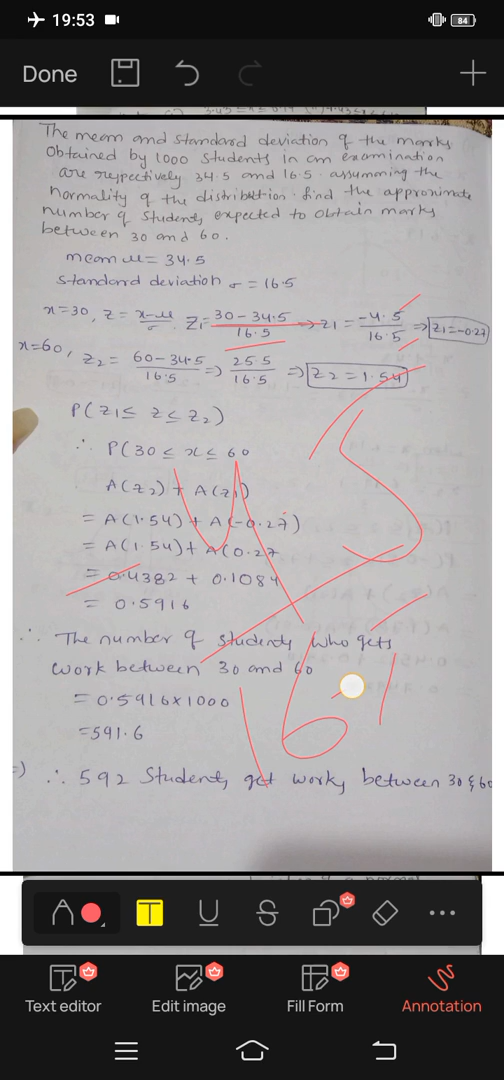 19:53
84
Done
The mean and standard deviation of the marks
Obtained by 1000 students in an examination
are respectively 34.5 and 16.5. assuming the
normality of the distribution. find the approximate
number of students expected to obtain marks
between 30 and 60.
mean μ = 34.5
standard deviation σ = 16.5
x=30, z = x-μ/σ, Z1= 30-34.5/16.5 => z1 = -4.5/16.5 => z1=-0.27
x=60, z2 = 60-34.5/16.5 => 25.5/16.5 => z2 = 1.54
P(z1 ≤ z ≤ z2)
∴ P(30 ≤ x ≤ 60
A(z2) + A(z1)
= A(1.54) + A(-0.27)
= A(1.54) + A(0.27
= 0.4382 + 0.1084
= 0.5916
∴ The number of students who gets
work between 30 and 60
= 0.5916 x 1000
=591.6
=) ∴ 592 Students get works between 30 & 60
Text editor
Edit image
Fill Form
Annotation